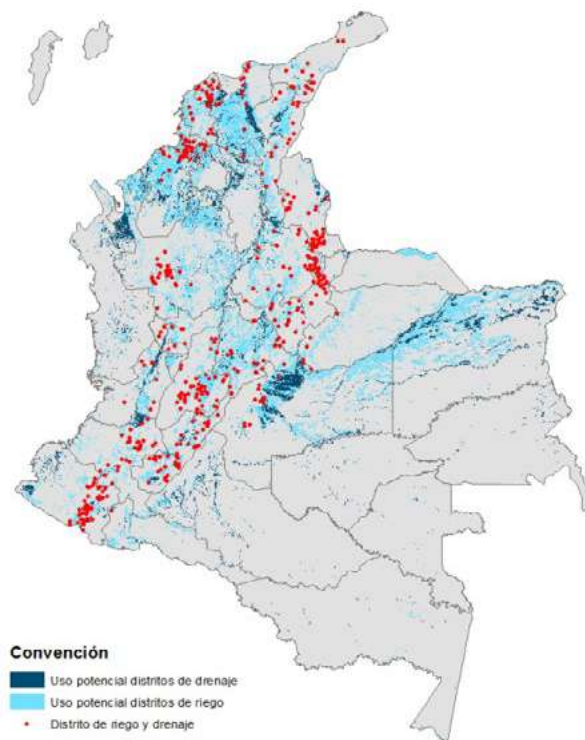 Convención
Uso potencial distritos de drenaje
Uso potencial distritos de riego
Distrito de riego y drenaje